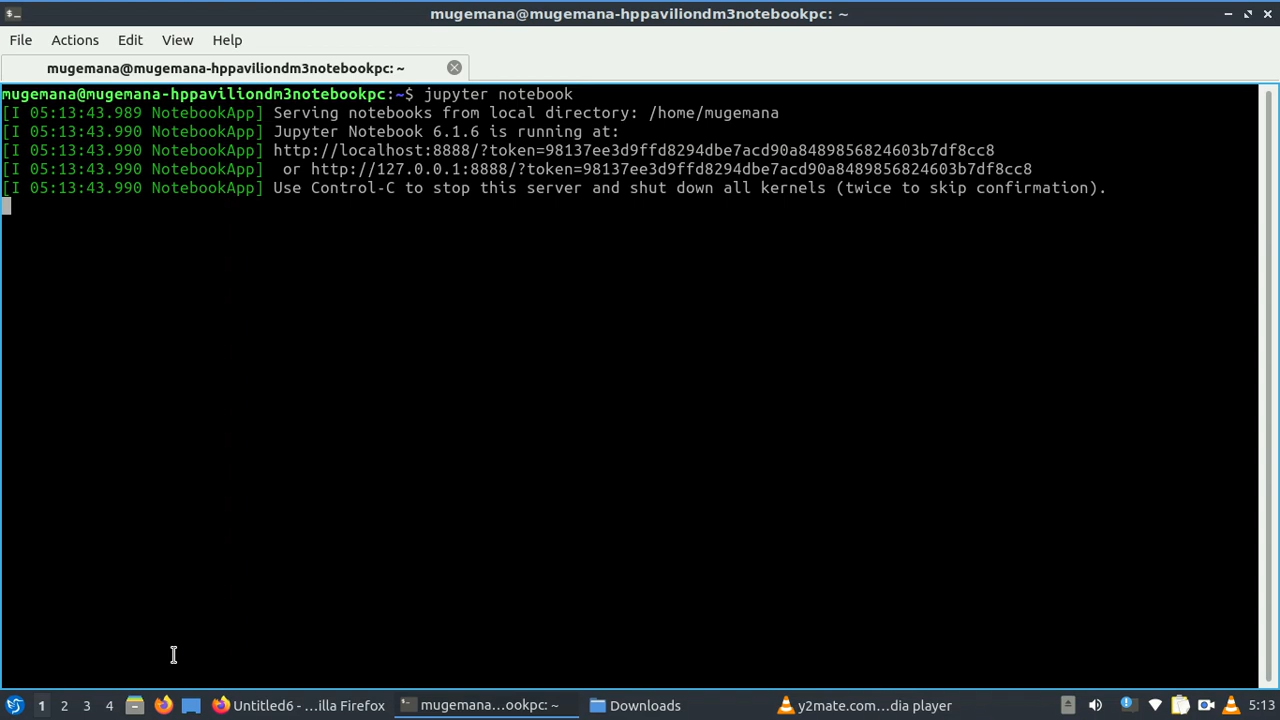 mugemana@mugemana-hppaviliondm3notebookpc: ~
File Actions Edit View Help
mugemana@mugemana-hppaviliondm3notebookpc: ~
mugemana@mugemana-hppaviliondm3notebookpc:~$ jupyter notebook
[I 05:13:43.989 NotebookApp] Serving notebooks from local directory: /home/mugemana
[I 05:13:43.990 NotebookApp] Jupyter Notebook 6.1.6 is running at:
[I 05:13:43.990 NotebookApp] http://localhost:8888/?token=98137ee3d9ffd8294dbe7acd90a8489856824603b7df8cc8
[I 05:13:43.990 NotebookApp]  or http://127.0.0.1:8888/?token=98137ee3d9ffd8294dbe7acd90a8489856824603b7df8cc8
[I 05:13:43.990 NotebookApp] Use Control-C to stop this server and shut down all kernels (twice to skip confirmation).
1 2 3 4 Untitled6 - ...illa Firefox mugemana...ookpc: ~ Downloads y2mate.com...dia player 5:13